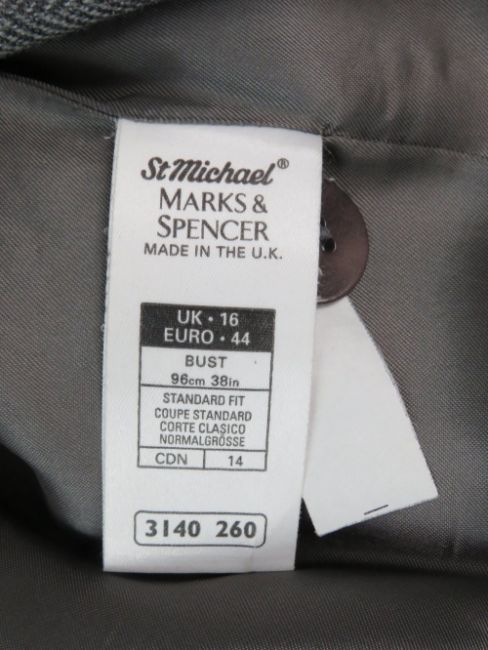 St Michael®
MARKS &
SPENCER
MADE IN THE U.K.
UK • 16
EURO • 44
BUST
96cm 38in
STANDARD FIT
COUPE STANDARD
CORTE CLASICO
NORMALGRÖSSE
CDN 14
3140 260